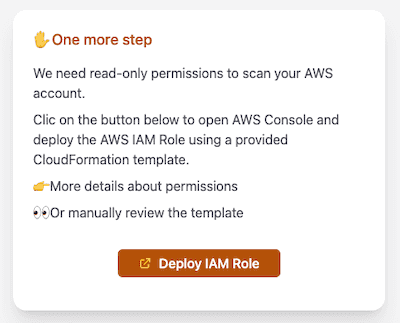 ✋One more step
We need read-only permissions to scan your AWS
account.
Clic on the button below to open AWS Console and
deploy the AWS IAM Role using a provided
CloudFormation template.
👉More details about permissions
👀Or manually review the template
Deploy IAM Role